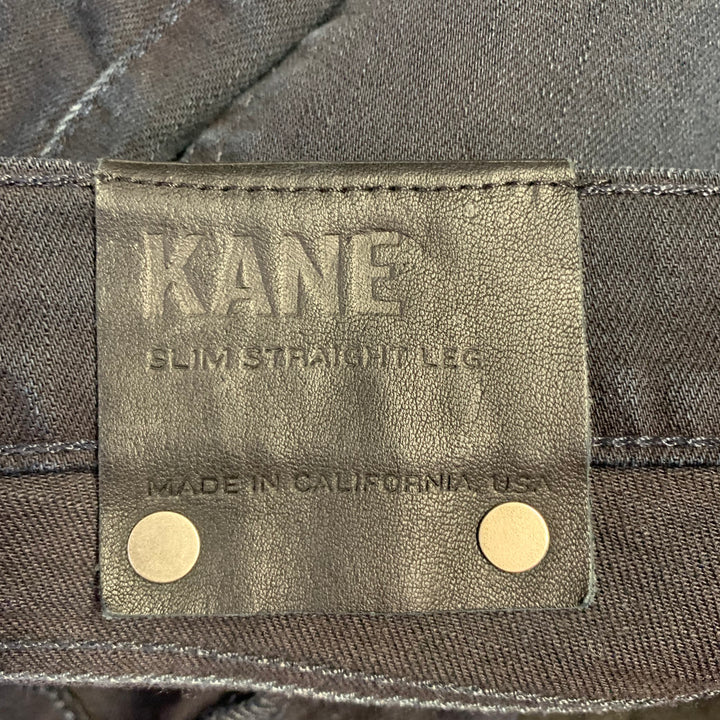 KANE
SLIM STRAIGHT LEG
MADE IN CALIFORNIA, USA